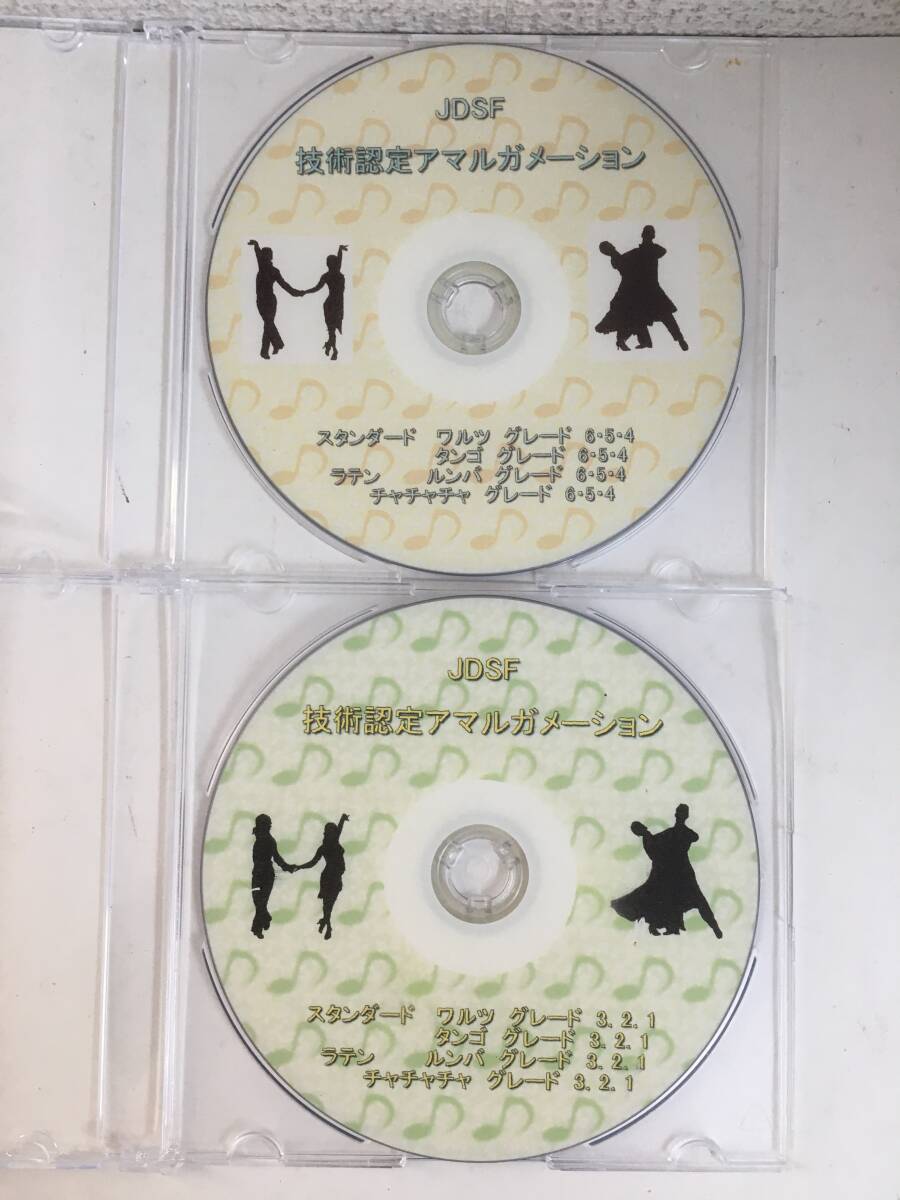 JDSF
技術認定アマルガメーション
スタンダード ワルツ グレード 6・5・4
タンゴ グレード 6・5・4
ラテン ルンバ グレード 6・5・4
チャチャチャ グレード 6・5・4
JDSF
技術認定アマルガメーション
スタンダード ワルツ グレード 3.2.1
タンゴ グレード 3.2.1
ラテン ルンバ グレード 3.2.1
チャチャチャ グレード 3.2.1